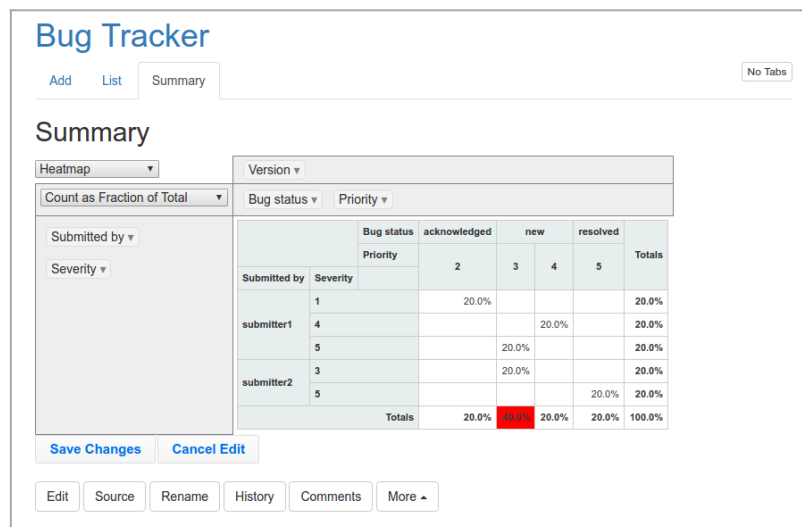 Bug Tracker
Add List Summary No Tabs
Summary
Heatmap Version
Count as Fraction of Total Bug status Priority
Submitted by
Severity
Bug status acknowledged new resolved Totals
Priority 2 3 4 5
Submitted by Severity
submitter1 1 20.0% 20.0%
4 20.0% 20.0%
5 20.0% 20.0%
submitter2 3 20.0% 20.0%
5 20.0% 20.0%
Totals 20.0% 40.0% 20.0% 20.0% 100.0%
Save Changes Cancel Edit
Edit Source Rename History Comments More